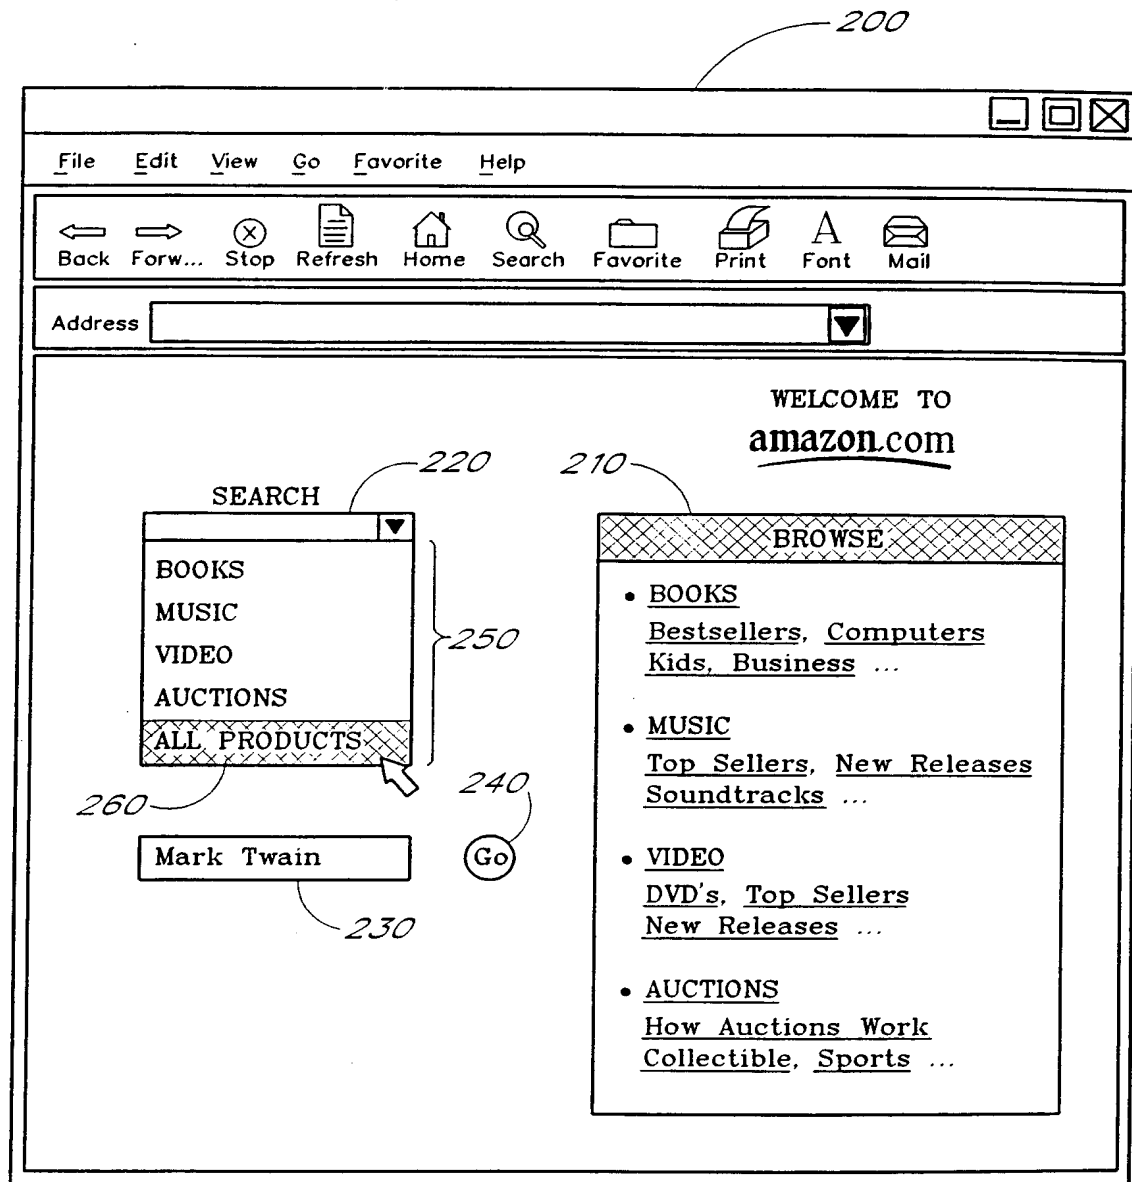 200
File Edit View Go Favorite Help
Back Forw... Stop Refresh Home Search Favorite Print Font Mail
Address
WELCOME TO
amazon.com
220
210
SEARCH
BROWSE
BOOKS
MUSIC
VIDEO
AUCTIONS
ALL PRODUCTS
250
260
240
Mark Twain
Go
230
• BOOKS
Bestsellers, Computers
Kids, Business ...
• MUSIC
Top Sellers, New Releases
Soundtracks ...
• VIDEO
DVD's, Top Sellers
New Releases ...
• AUCTIONS
How Auctions Work
Collectible, Sports ...